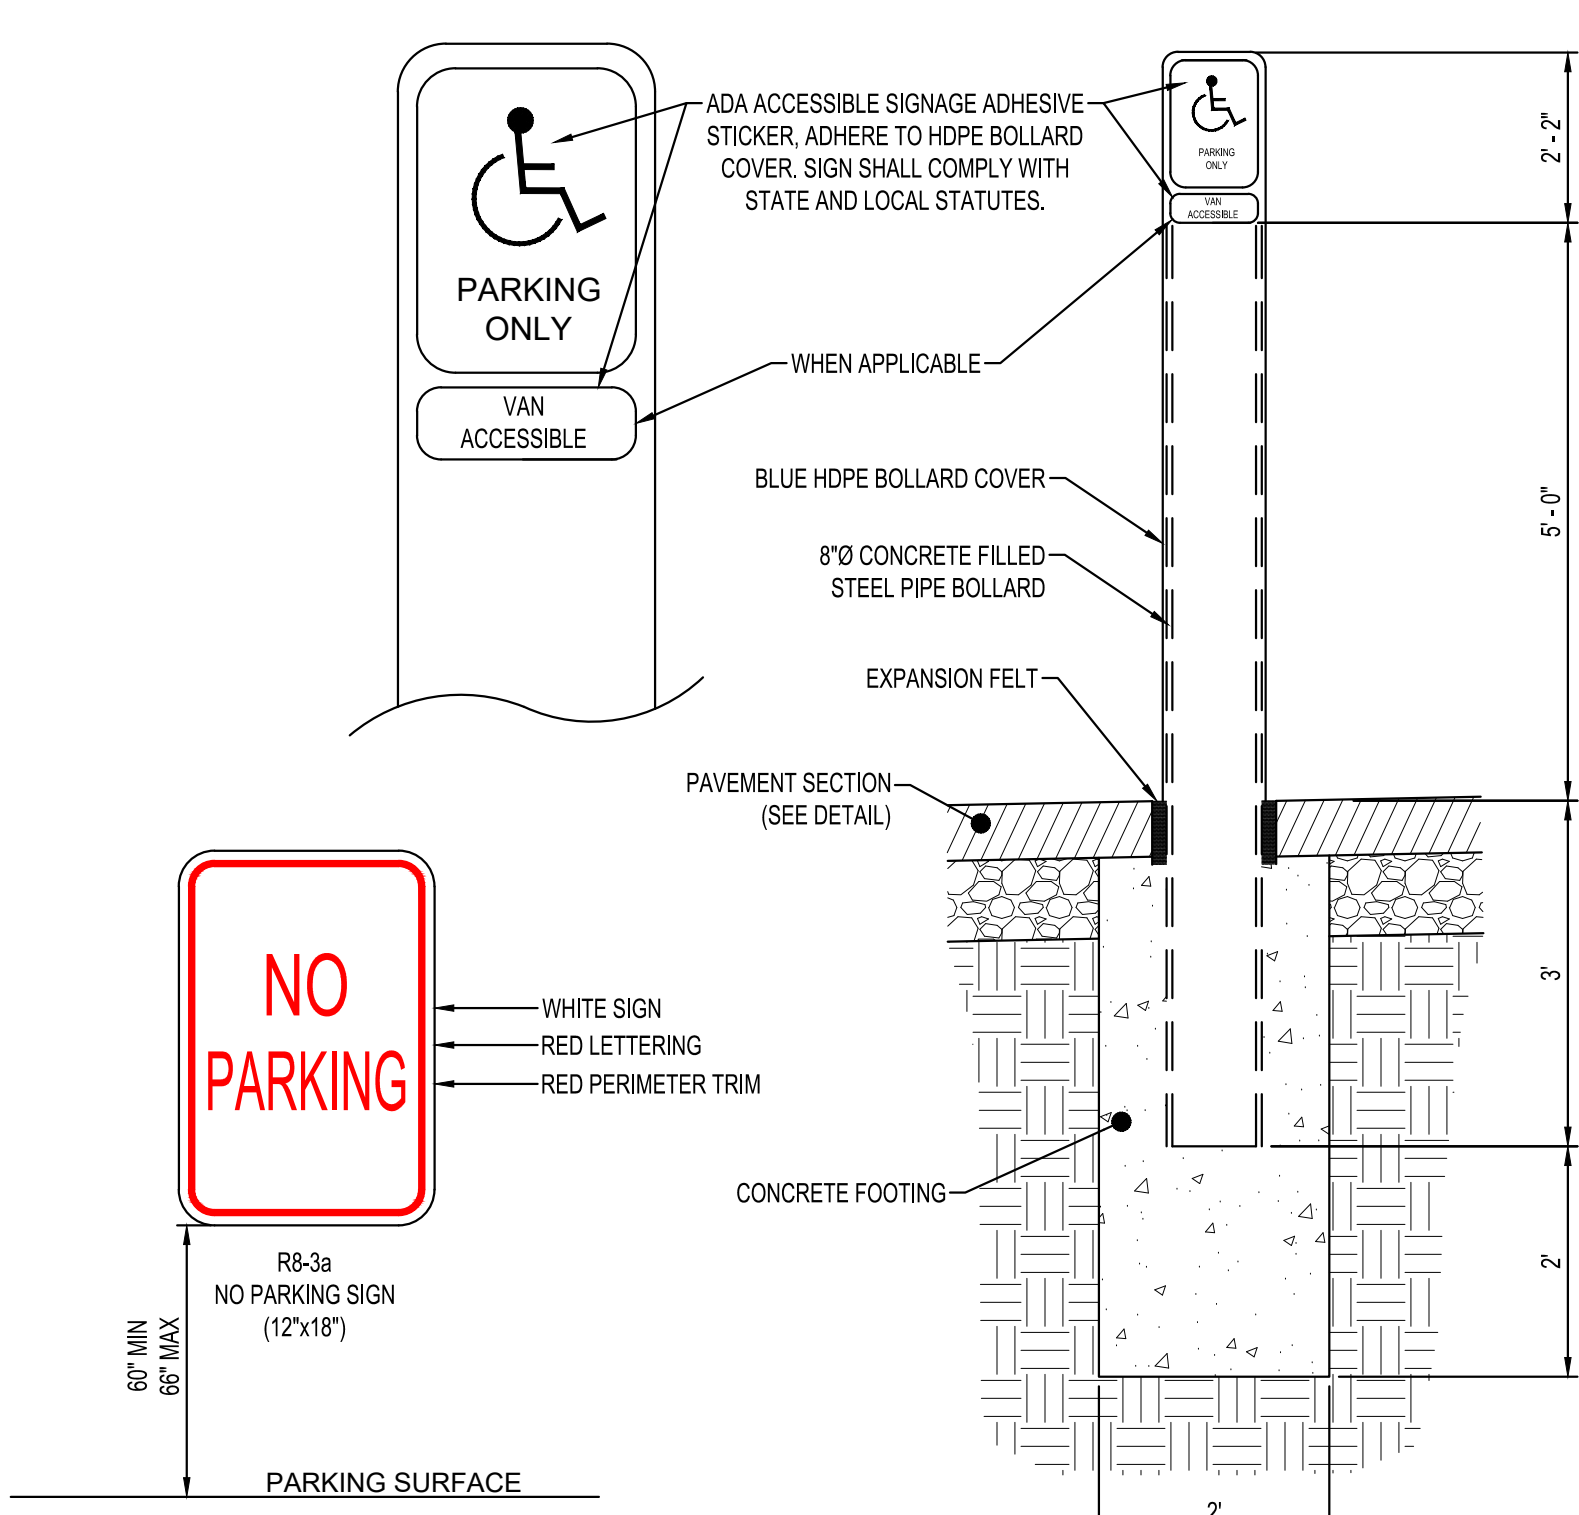 PARKING
ONLY
VAN
ACCESSIBLE
ADA ACCESSIBLE SIGNAGE ADHESIVE
STICKER, ADHERE TO HDPE BOLLARD
COVER. SIGN SHALL COMPLY WITH
STATE AND LOCAL STATUTES.
WHEN APPLICABLE
BLUE HDPE BOLLARD COVER
8"Ø CONCRETE FILLED
STEEL PIPE BOLLARD
EXPANSION FELT
PAVEMENT SECTION
(SEE DETAIL)
CONCRETE FOOTING
PARKING
ONLY
VAN
ACCESSIBLE
2' - 2"
5' - 0"
3'
2'
2'
NO
PARKING
WHITE SIGN
RED LETTERING
RED PERIMETER TRIM
R8-3a
NO PARKING SIGN
(12"x18")
60" MIN
66" MAX
PARKING SURFACE